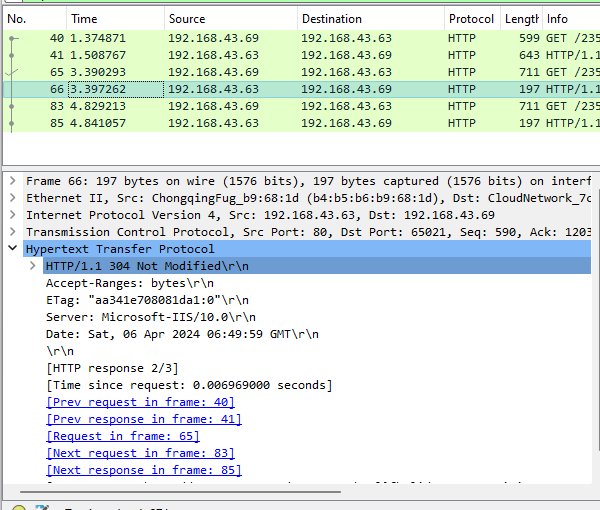 No. Time Source Destination Protocol Length Info
40 1.374871 192.168.43.69 192.168.43.63 HTTP 599 GET /235
41 1.508767 192.168.43.63 192.168.43.69 HTTP 643 HTTP/1.1
65 3.390293 192.168.43.69 192.168.43.63 HTTP 711 GET /235
66 3.397262 192.168.43.63 192.168.43.69 HTTP 197 HTTP/1.1
83 4.829213 192.168.43.69 192.168.43.63 HTTP 711 GET /235
85 4.841057 192.168.43.63 192.168.43.69 HTTP 197 HTTP/1.1
Frame 66: 197 bytes on wire (1576 bits), 197 bytes captured (1576 bits) on interf
Ethernet II, Src: ChongqingFug_b9:68:1d (b4:b5:b6:b9:68:1d), Dst: CloudNetwork_7c
Internet Protocol Version 4, Src: 192.168.43.63, Dst: 192.168.43.69
Transmission Control Protocol, Src Port: 80, Dst Port: 65021, Seq: 590, Ack: 1203
Hypertext Transfer Protocol
HTTP/1.1 304 Not Modified\r\n
Accept-Ranges: bytes\r\n
ETag: "aa341e708081da1:0"\r\n
Server: Microsoft-IIS/10.0\r\n
Date: Sat, 06 Apr 2024 06:49:59 GMT\r\n
\r\n
[HTTP response 2/3]
[Time since request: 0.006969000 seconds]
[Prev request in frame: 40]
[Prev response in frame: 41]
[Request in frame: 65]
[Next request in frame: 83]
[Next response in frame: 85]